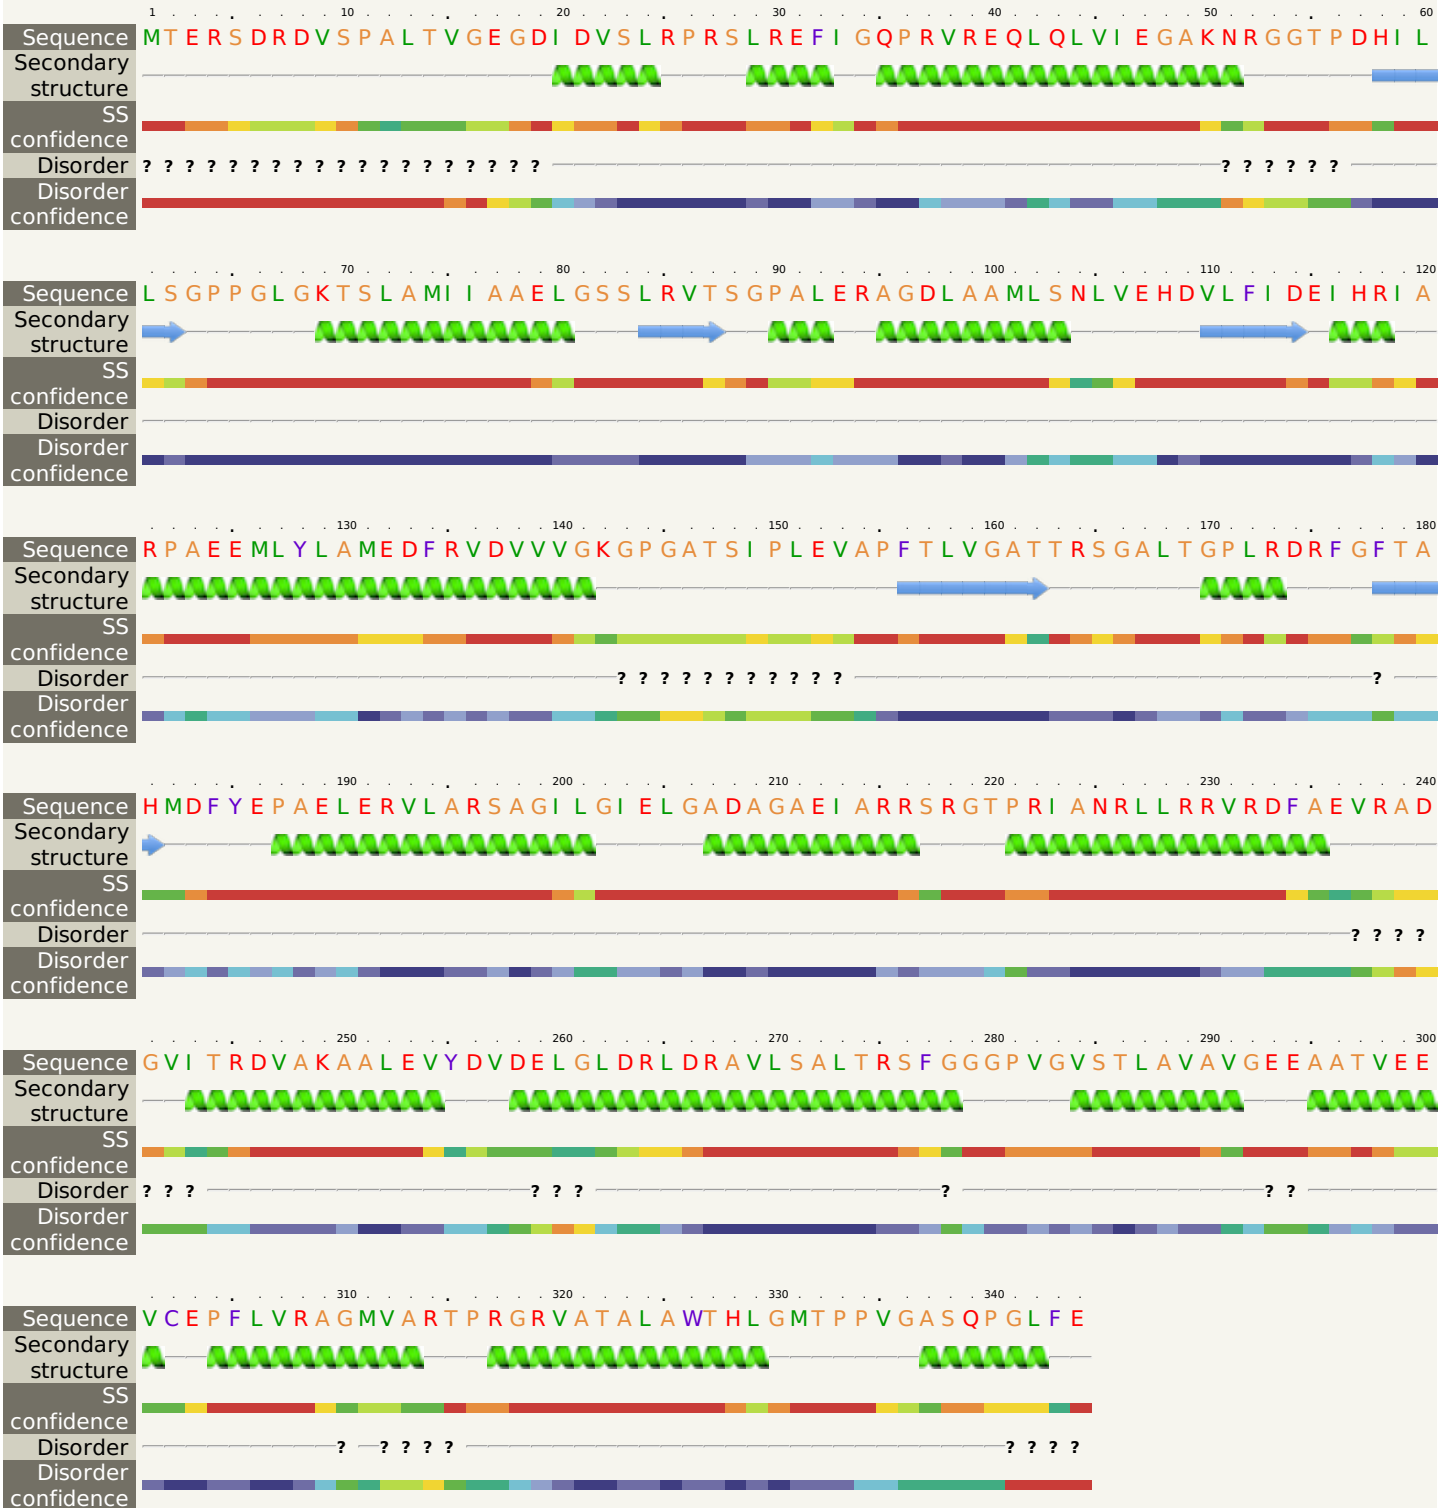 1 10 20 30 40 50 60
Sequence MTERSDRDVSPALTVGEGDIDVSLRPRSLREFIGQPRVREQLQLVIEGAKNRGGTPDHIL
Secondary
structure
SS
confidence
Disorder ? ? ? ? ? ? ? ? ? ? ? ? ? ? ? ? ? ? ? ? ? ? ? ? ?
Disorder
confidence
70 80 90 100 110 120
Sequence LSGPPGLGKTSLAMIIAAELGSSLRVTSGPALERAGDLAAMLSNLVEHDVLFIDEIHRIA
Secondary
structure
SS
confidence
Disorder
Disorder
confidence
130 140 150 160 170 180
Sequence RPAEEMLYLAMEDFRVDVVVGKGPGATSIPLEVAPFTLVGATTRSGALTGPLRDRFGFTA
Secondary
structure
SS
confidence
Disorder ? ? ? ? ? ? ? ? ? ? ? ?
Disorder
confidence
190 200 210 220 230 240
Sequence HMDFYEPAELERVLARSAGILGIELGADAGAEIARRSRGTPRIANRLLRRVRDFAEVRAD
Secondary
structure
SS
confidence
Disorder ? ? ? ?
Disorder
confidence
250 260 270 280 290 300
Sequence GVITRDVAKAALEVYDVDELGLDRLDRAVLSALTRSFGGGPVGVSTLAVAVGEEAATVEE
Secondary
structure
SS
confidence
Disorder ? ? ? ? ? ? ? ? ?
Disorder
confidence
310 320 330 340
Sequence VCEPFLVRAGMVARTPRGRVATALAWTHLGMTPPVGASQPGLFE
Secondary
structure
SS
confidence
Disorder ? ? ? ? ? ? ? ? ?
Disorder
confidence